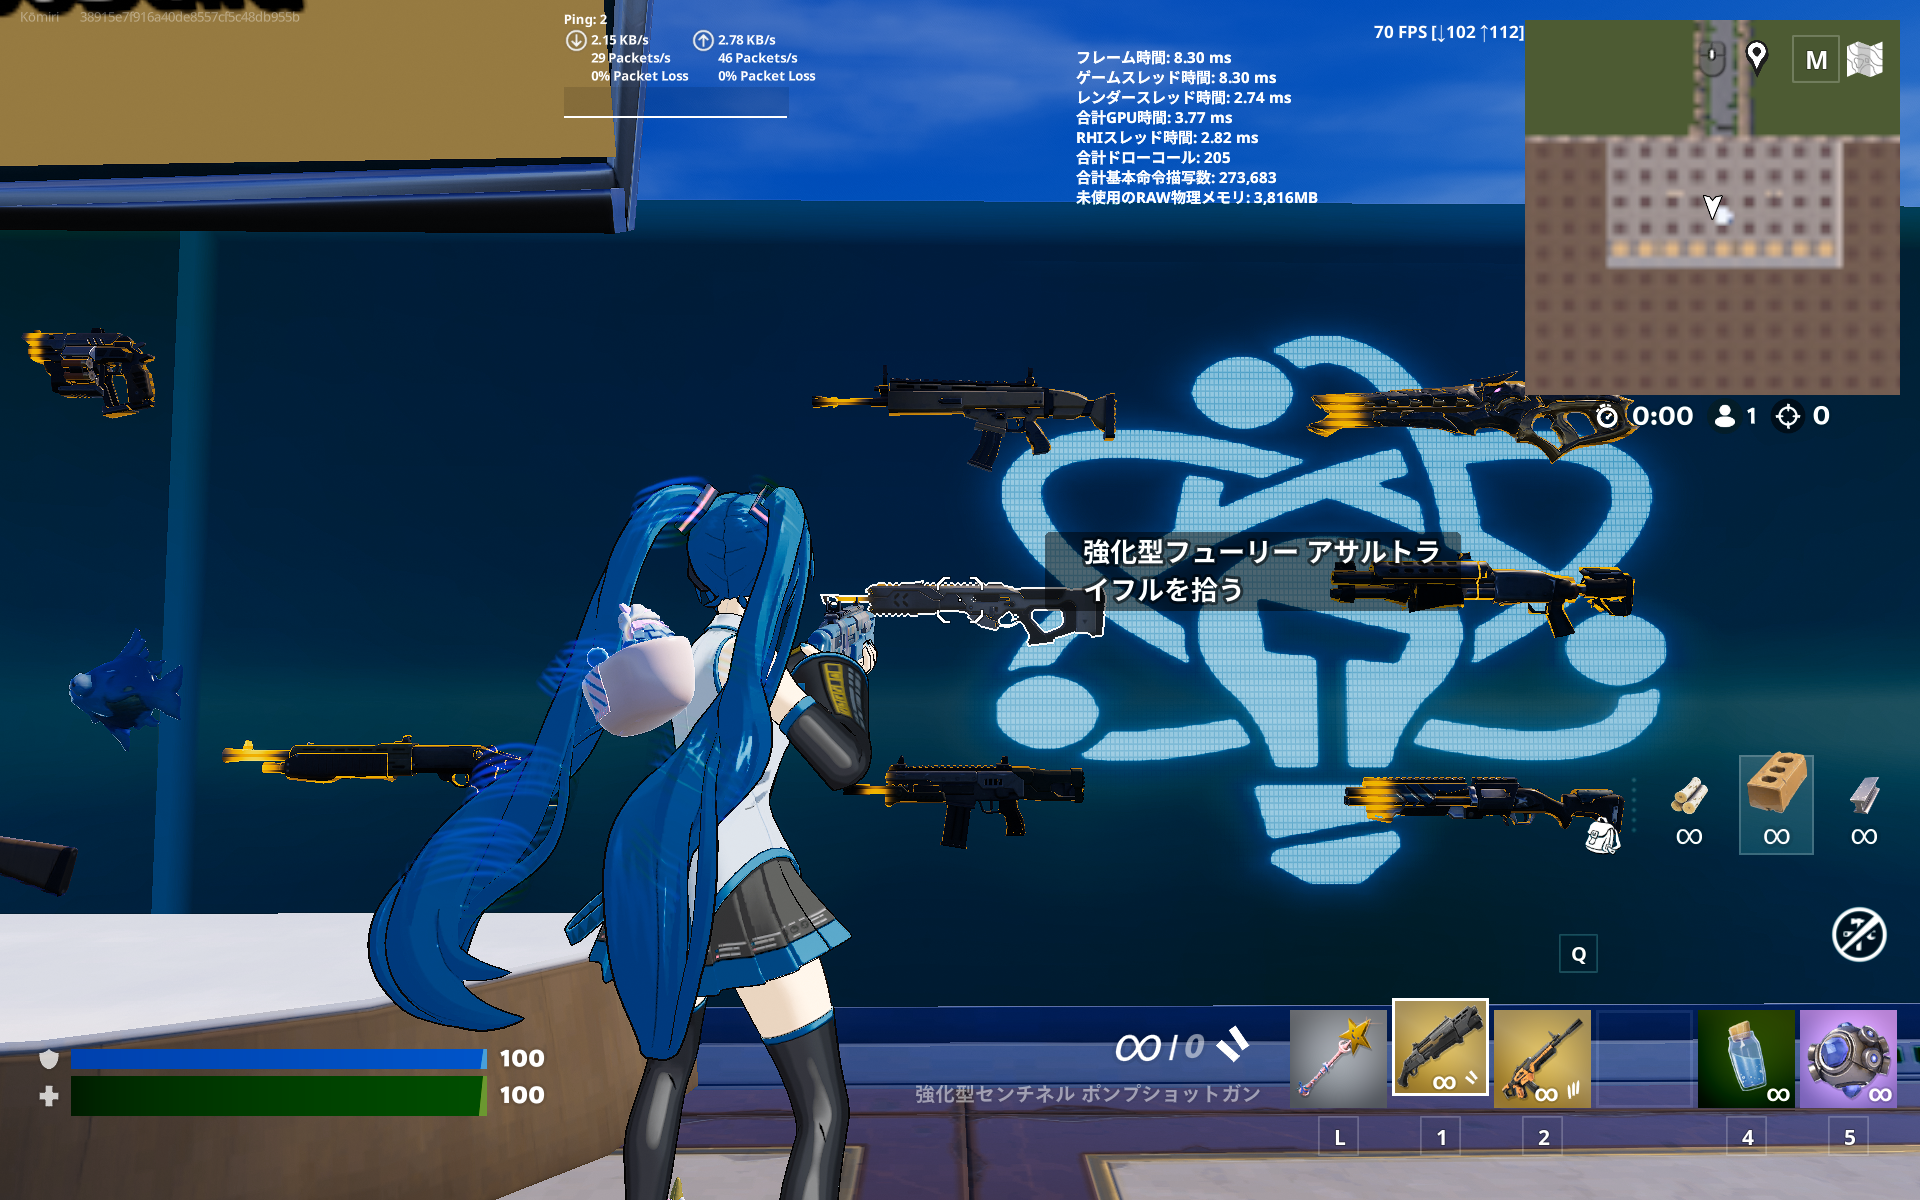 Kômiri 38915e7f916a40de8557cf5c48db955b
Ping: 2
2.15 KB/s 2.78 KB/s
29 Packets/s 46 Packets/s
0% Packet Loss 0% Packet Loss
フレーム時間: 8.30 ms
ゲームスレッド時間: 8.30 ms
レンダースレッド時間: 2.74 ms
合計GPU時間: 3.77 ms
RHIスレッド時間: 2.82 ms
合計ドローコール: 205
合計基本命令描写数: 273,683
未使用のRAW物理メモリ: 3,816MB
70 FPS [↓102 ↑112]
M
0:00 1 0
強化型フューリー アサルトラ
イフルを拾う
∞ ∞ ∞
Q
100
100
∞/0
強化型センチネル ポンプショットガン
∞ ∞ ∞ ∞
L 1 2 4 5